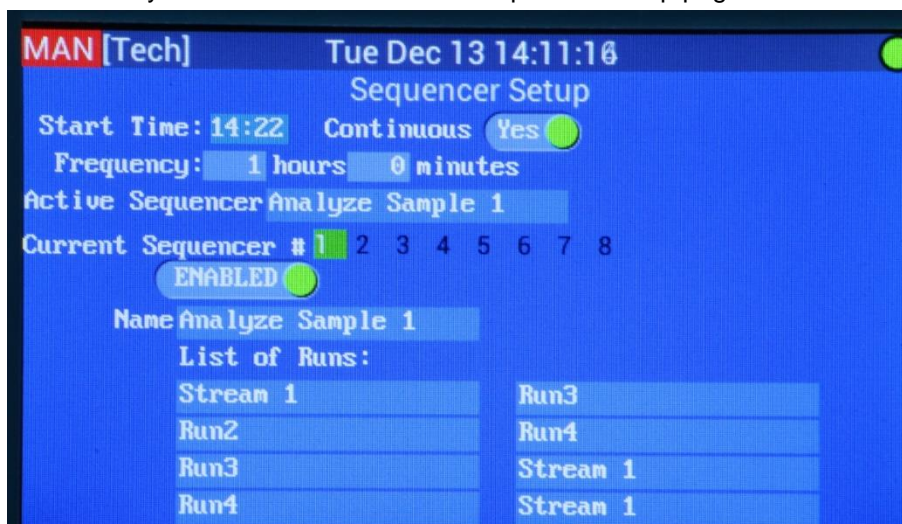 MAN [Tech] Tue Dec 13 14:11:16
Sequencer Setup
Start Time: 14:22 Continuous Yes
Frequency: 1 hours 0 minutes
Active Sequencer Analyze Sample 1
Current Sequencer # 1 2 3 4 5 6 7 8
ENABLED
Name Analyze Sample 1
List of Runs:
Stream 1 Run3
Run2 Run4
Run3 Stream 1
Run4 Stream 1